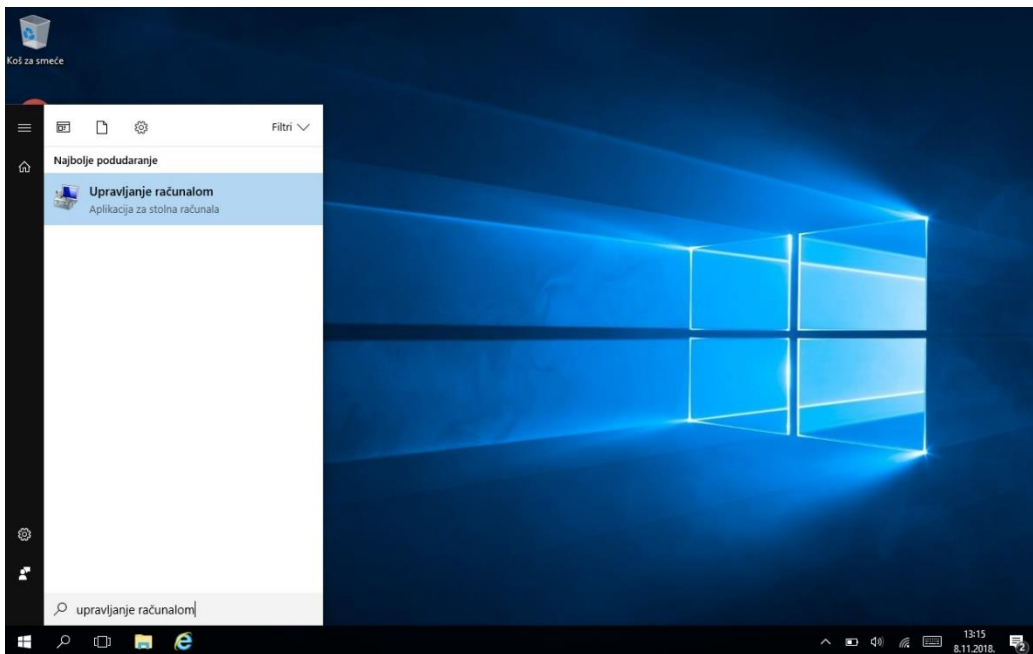 Koš za smeće
Filtri
Najbolje podudaranje
Upravljanje računalom
Aplikacija za stolna računala
upravljanje računalom
13:15
8.11.2018.
2